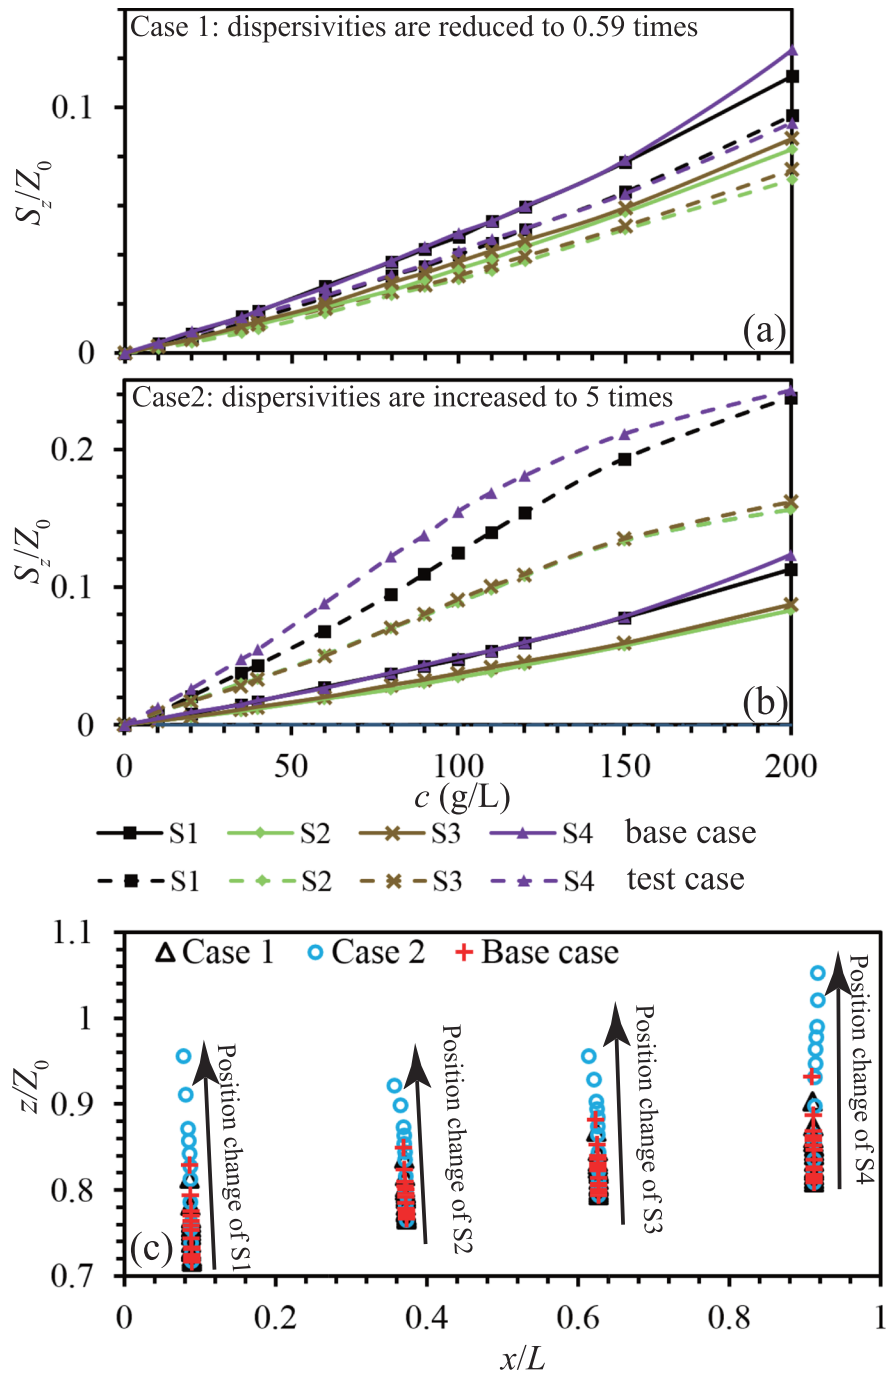 Case 1: dispersivities are reduced to 0.59 times
0.1
S_z/Z_0
0
(a)
Case2: dispersivities are increased to 5 times
0.2
S_z/Z_0
0.1
0
(b)
0 50 100 150 200
c (g/L)
S1 S2 S3 S4 base case
S1 S2 S3 S4 test case
1.1
Case 1 Case 2 Base case
1
z/Z_0
0.9
0.8
0.7
Position change of S1
Position change of S2
Position change of S3
Position change of S4
(c)
0 0.2 0.4 0.6 0.8 1
x/L